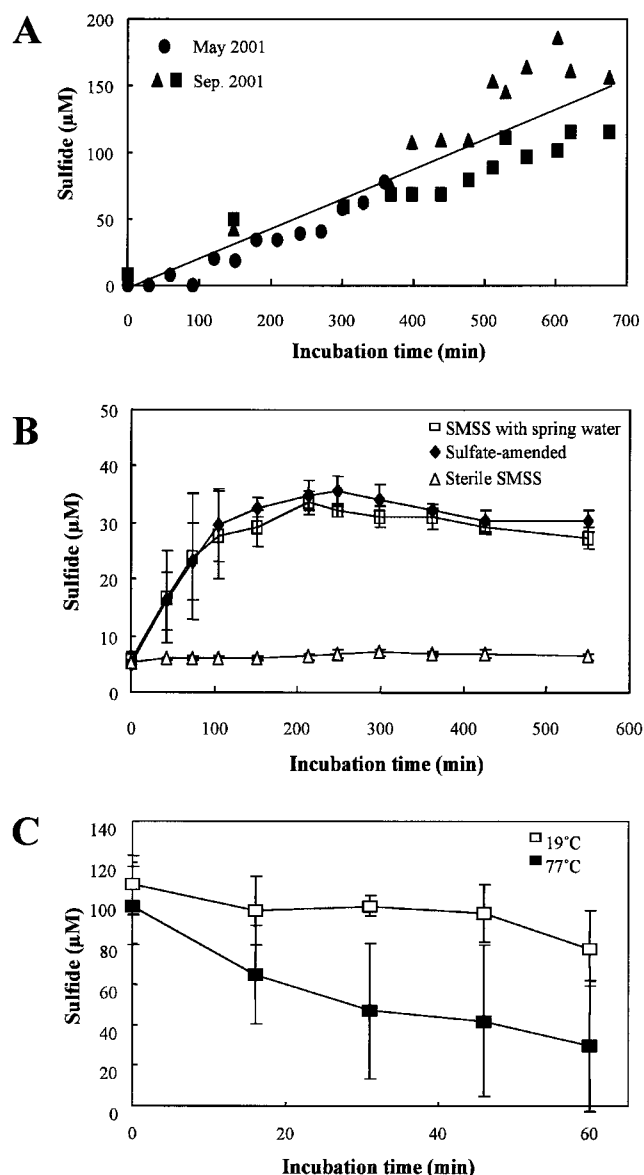 A
May 2001
Sep. 2001
Sulfide (μM)
200
150
100
50
0
0 100 200 300 400 500 600 700
Incubation time (min)
B
SMSS with spring water
Sulfate-amended
Sterile SMSS
Sulfide (μM)
50
40
30
20
10
0
0 100 200 300 400 500 600
Incubation time (min)
C
19°C
77°C
Sulfide (μM)
140
120
100
80
60
40
20
0
0 20 40 60
Incubation time (min)